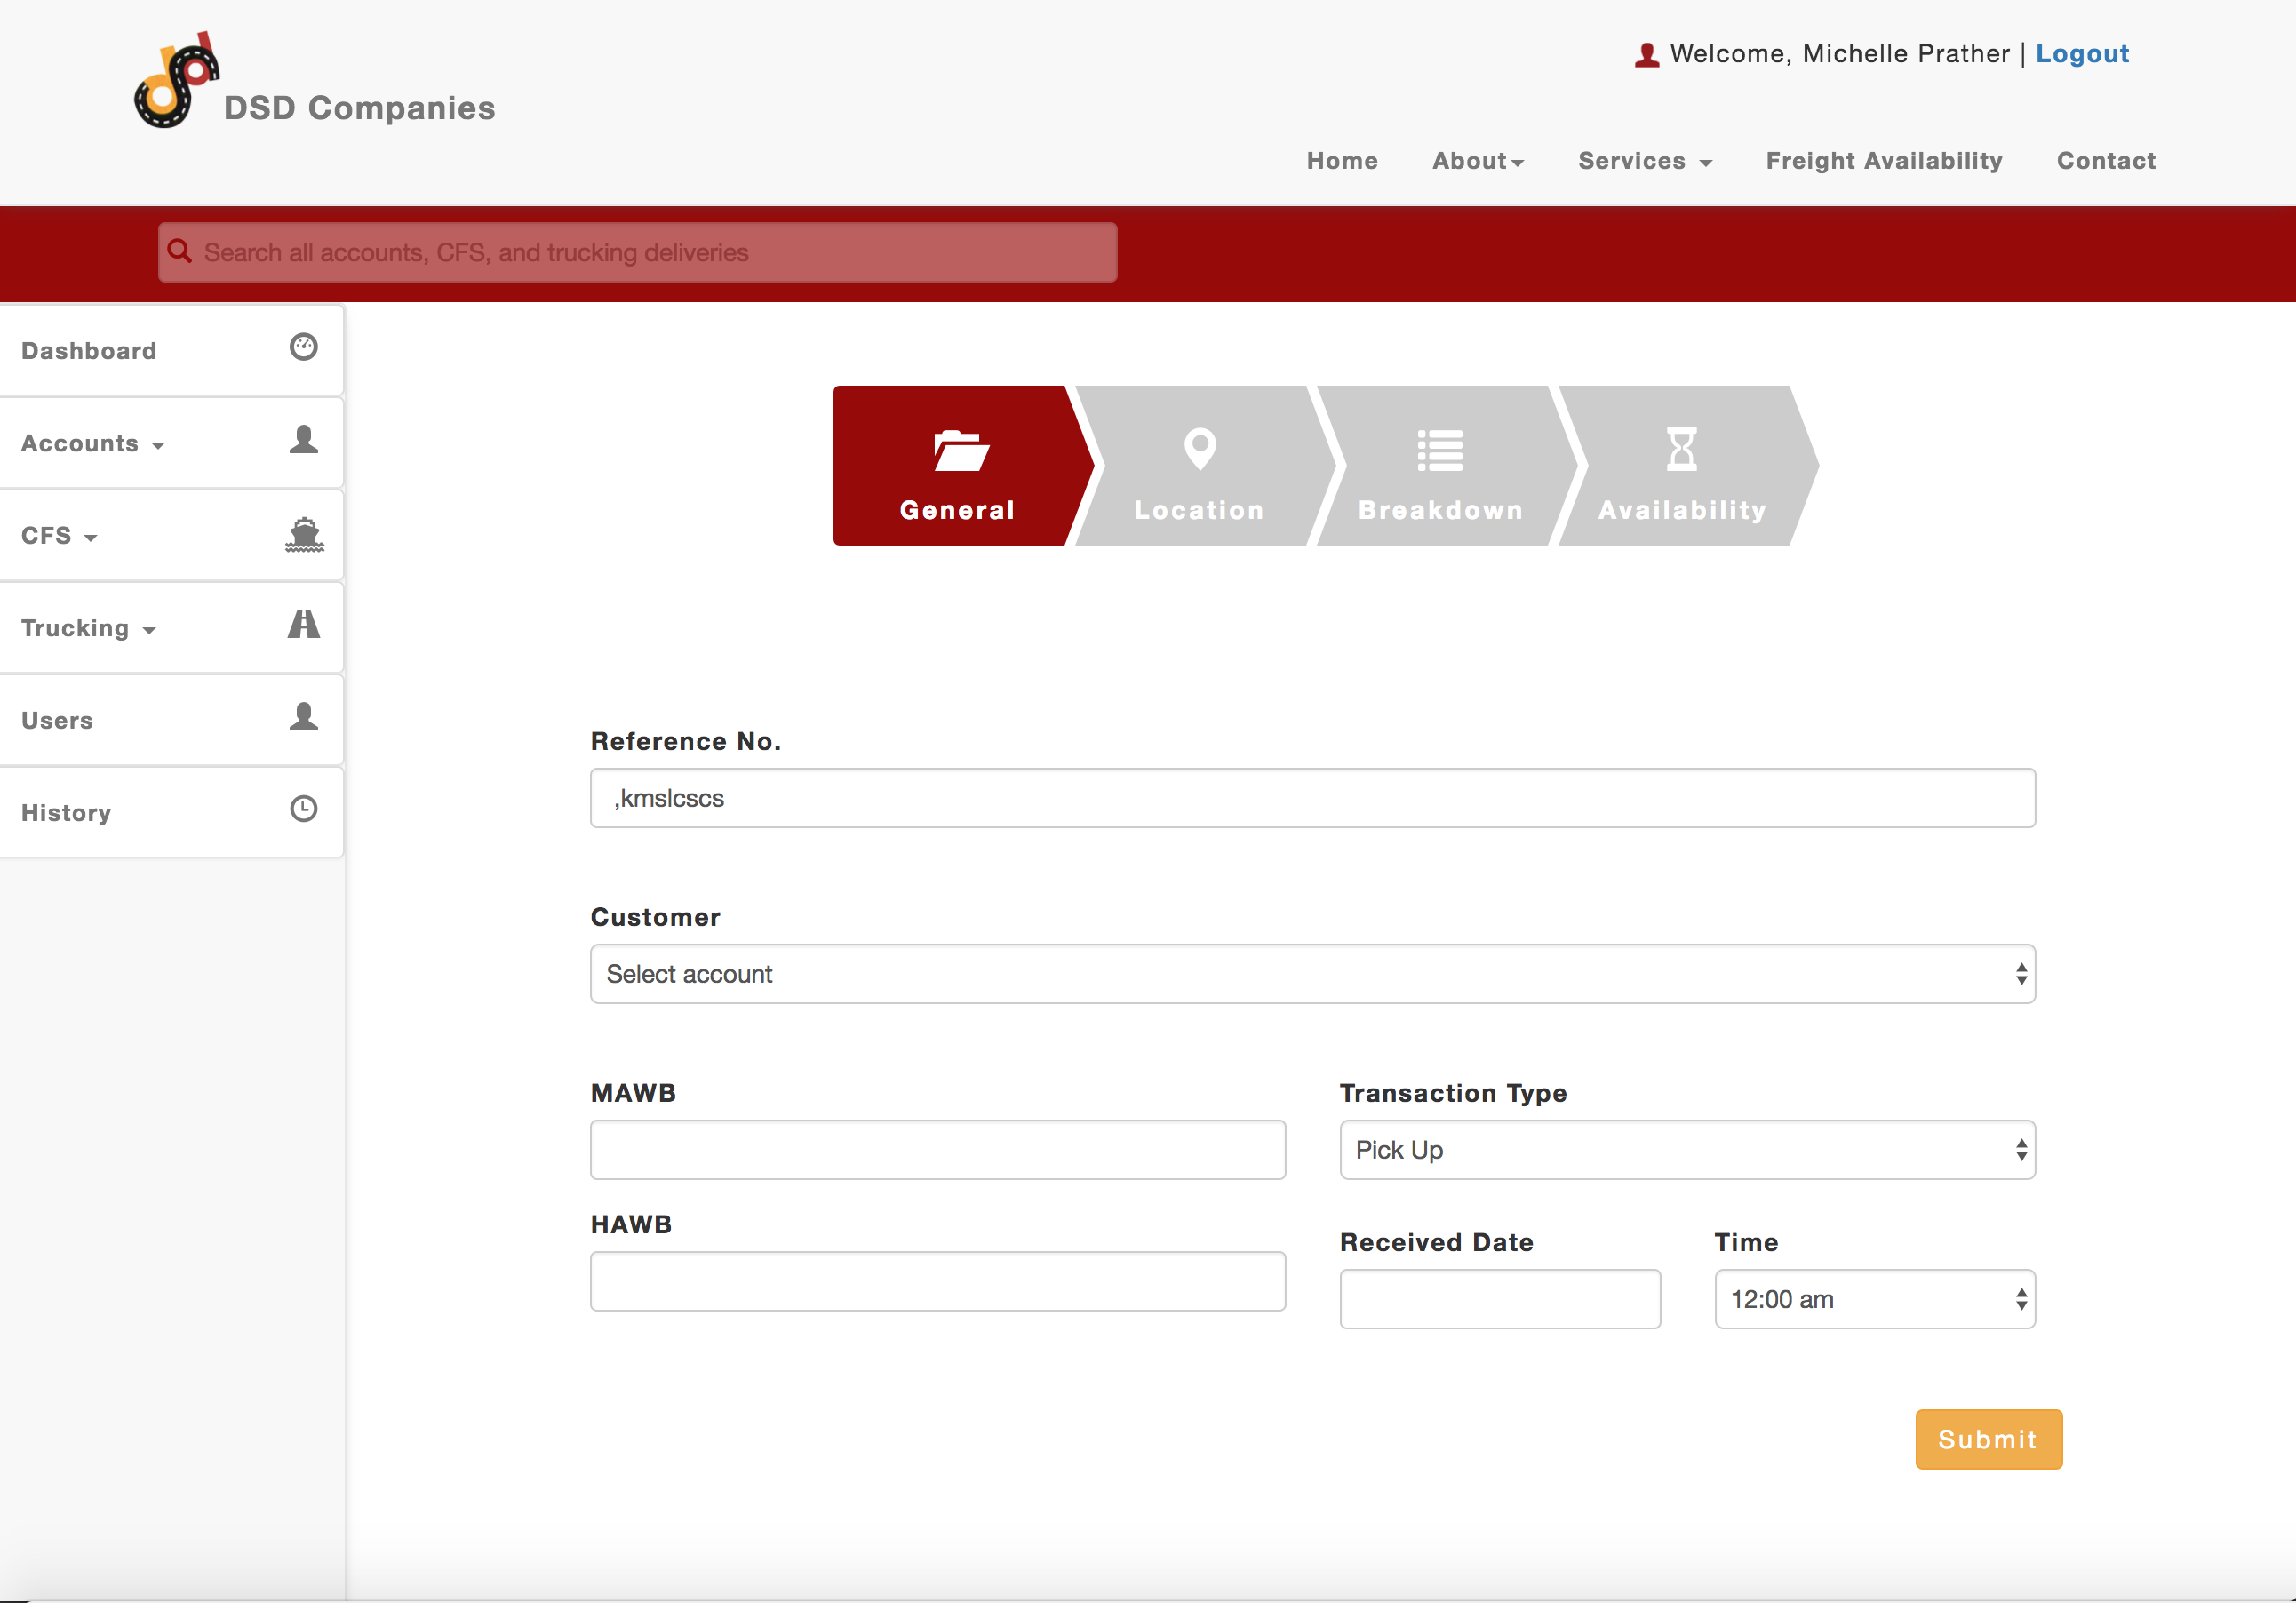 Welcome, Michelle Prather | Logout
DSD Companies
Home About Services Freight Availability Contact
Search all accounts, CFS, and trucking deliveries
Dashboard
Accounts
CFS
Trucking
Users
History
General Location Breakdown Availability
Reference No.
,kmslcscs
Customer
Select account
MAWB
Transaction Type
Pick Up
HAWB
Received Date Time
12:00 am
Submit